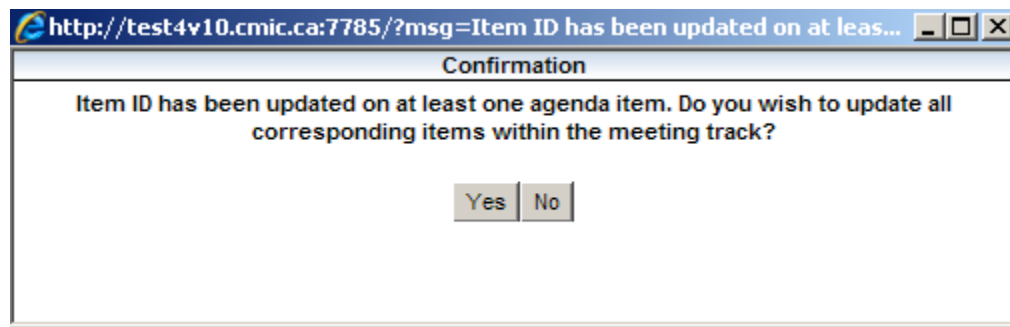 http://test4v10.cmic.ca:7785/?msg=Item ID has been updated on at leas...
Confirmation
Item ID has been updated on at least one agenda item. Do you wish to update all
corresponding items within the meeting track?
Yes No